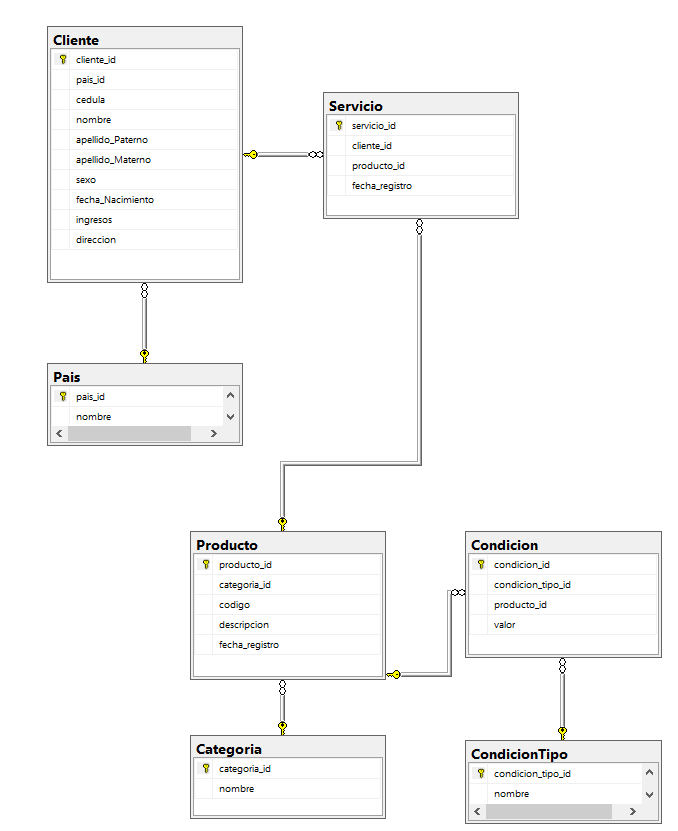 Cliente
cliente_id
pais_id
cedula
nombre
apellido_Paterno
apellido_Materno
sexo
fecha_Nacimiento
ingresos
direccion
Servicio
servicio_id
cliente_id
producto_id
fecha_registro
Pais
pais_id
nombre
Producto
producto_id
categoria_id
codigo
descripcion
fecha_registro
Condicion
condicion_id
condicion_tipo_id
producto_id
valor
Categoria
categoria_id
nombre
CondicionTipo
condicion_tipo_id
nombre